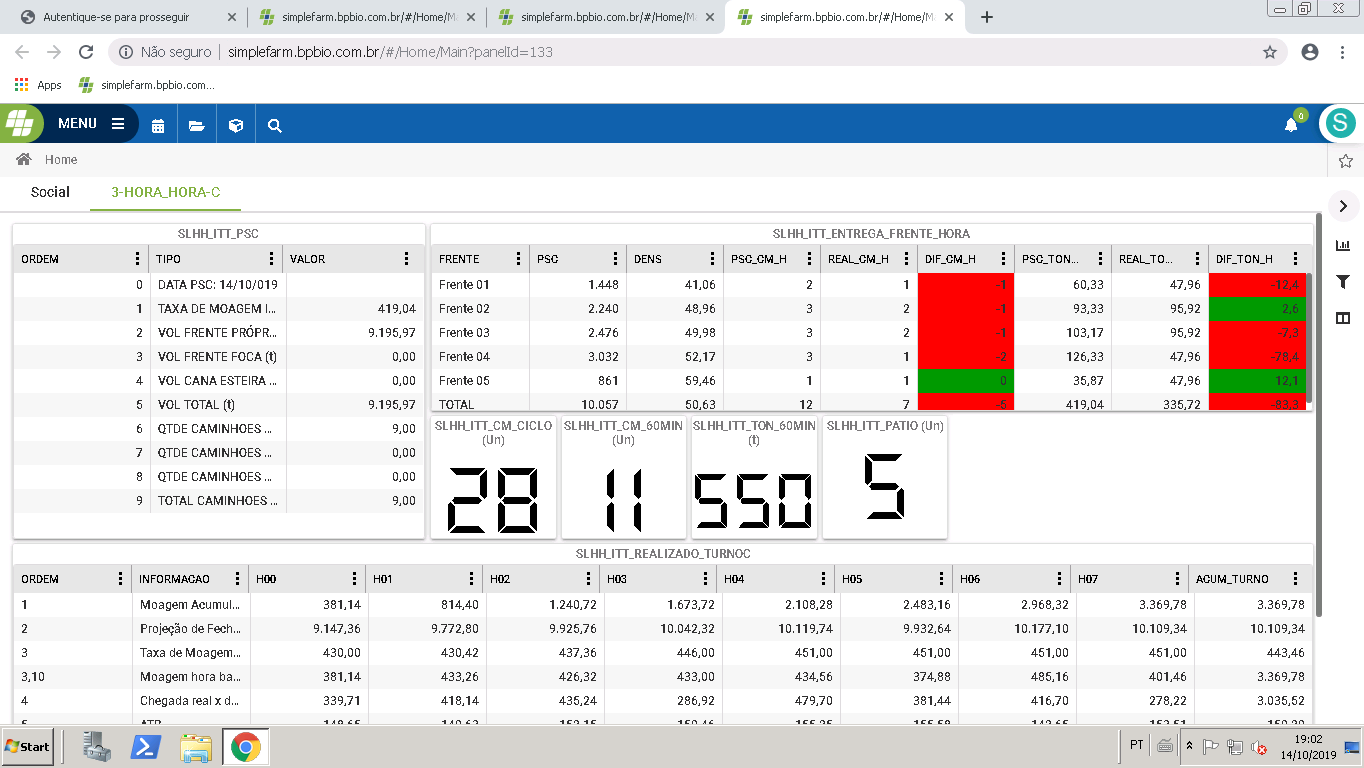 Autentique-se para prosseguir
simplefarm.bpbio.com.br/#/Home/M
simplefarm.bpbio.com.br/#/Home/M
simplefarm.bpbio.com.br/#/Home/M
Não seguro simplefarm.bpbio.com.br/#/Home/Main?panelId=133
Apps simplefarm.bpbio.com....
MENU 0 S
Home
Social 3-HORA_HORA-C
SLHH_ITT_PSC
ORDEM TIPO VALOR
0 DATA PSC: 14/10/019
1 TAXA DE MOAGEM I... 419,04
2 VOL FRENTE PRÓPR... 9.195,97
3 VOL FRENTE FOCA (t) 0,00
4 VOL CANA ESTEIRA ... 0,00
5 VOL TOTAL (t) 9.195,97
6 QTDE CAMINHOES ... 9,00
7 QTDE CAMINHOES ... 0,00
8 QTDE CAMINHOES ... 0,00
9 TOTAL CAMINHOES ... 9,00
SLHH_ITT_ENTREGA_FRENTE_HORA
FRENTE PSC DENS PSC_CM_H REAL_CM_H DIF_CM_H PSC_TON... REAL_TO... DIF_TON_H
Frente 01 1.448 41,06 2 1 -1 60,33 47,96 -12,4
Frente 02 2.240 48,96 3 2 -1 93,33 95,92 2,6
Frente 03 2.476 49,98 3 2 -1 103,17 95,92 -7,3
Frente 04 3.032 52,17 3 1 -2 126,33 47,96 -78,4
Frente 05 861 59,46 1 1 0 35,87 47,96 12,1
TOTAL 10.057 50,63 12 7 -5 419,04 335,72 -83,3
SLHH_ITT_CM_CICLO (Un)
28
SLHH_ITT_CM_60MIN (Un)
11
SLHH_ITT_TON_60MIN (t)
550
SLHH_ITT_PATIO (Un)
5
SLHH_ITT_REALIZADO_TURNOC
ORDEM INFORMACAO H00 H01 H02 H03 H04 H05 H06 H07 ACUM_TURNO
1 Moagem Acumul... 381,14 814,40 1.240,72 1.673,72 2.108,28 2.483,16 2.968,32 3.369,78 3.369,78
2 Projeção de Fech... 9.147,36 9.772,80 9.925,76 10.042,32 10.119,74 9.932,64 10.177,10 10.109,34 10.109,34
3 Taxa de Moagem... 430,00 430,42 437,36 446,00 451,00 451,00 451,00 451,00 443,46
3,10 Moagem hora ba... 381,14 433,26 426,32 433,00 434,56 374,88 485,16 401,46 3.369,78
4 Chegada real x d... 339,71 418,14 435,24 286,92 479,70 381,44 416,70 278,22 3.035,52
Start PT 19:02
14/10/2019